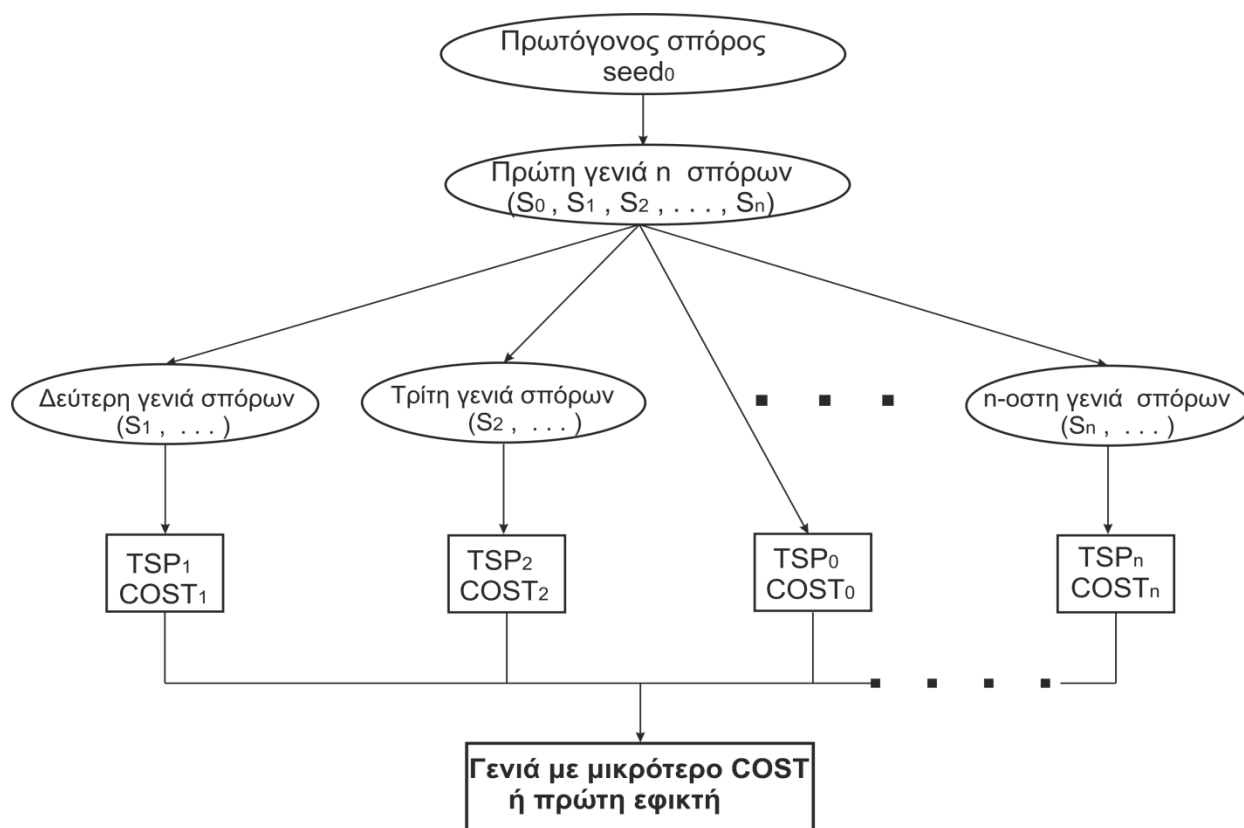 Πρωτόγονος σπόρος
seed₀
Πρώτη γενιά n σπόρων
(S₀ , S₁ , S₂ , . . . , Sₙ)
Δεύτερη γενιά σπόρων
(S₁ , . . . )
Τρίτη γενιά σπόρων
(S₂ , . . . )
n-οστη γενιά σπόρων
(Sₙ , . . . )
TSP₁
COST₁
TSP₂
COST₂
TSP₀
COST₀
TSPₙ
COSTₙ
Γενιά με μικρότερο COST
ή πρώτη εφικτή